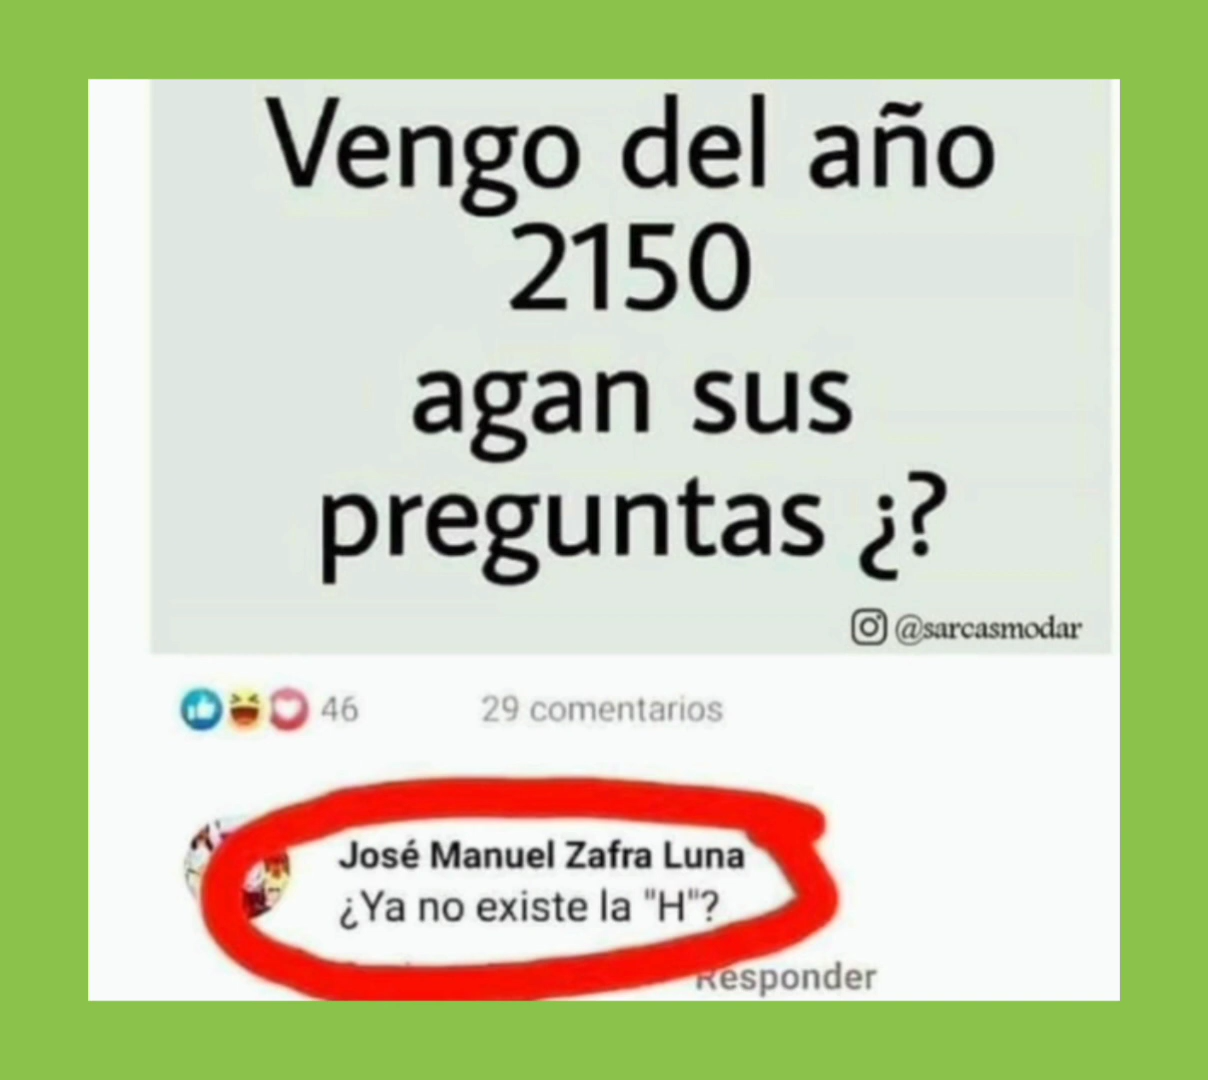 Vengo del año
2150
agan sus
preguntas ¿?
@sarcasmodar
46 29 comentarios
José Manuel Zafra Luna
¿Ya no existe la "H"?
Responder